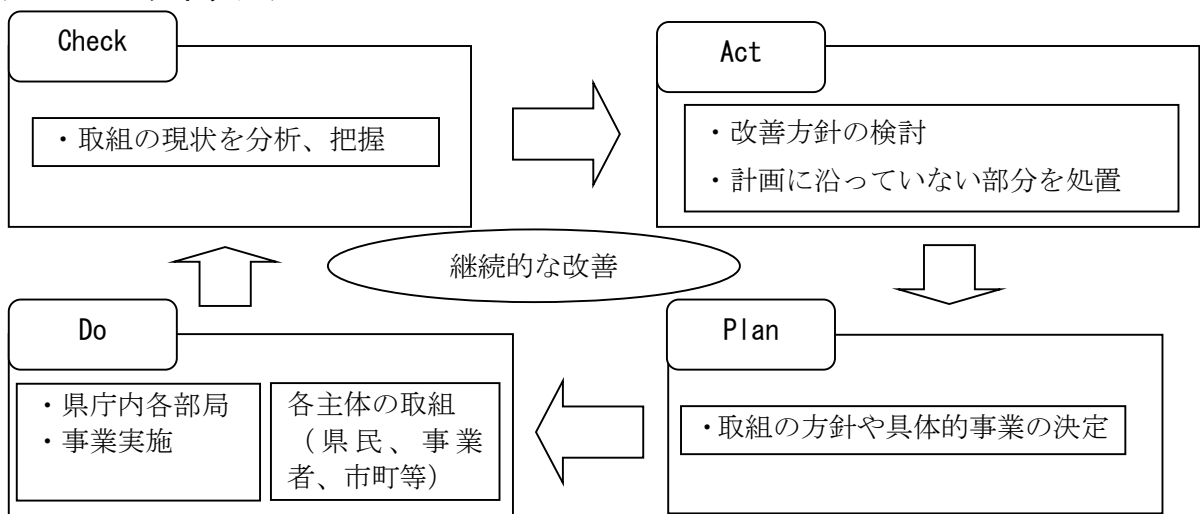 Check
・取組の現状を分析、把握
Act
・改善方針の検討
・計画に沿っていない部分を処置
継続的な改善
Do
・県庁内各部局
・事業実施
各主体の取組
（県民、事業
者、市町等）
Plan
・取組の方針や具体的事業の決定